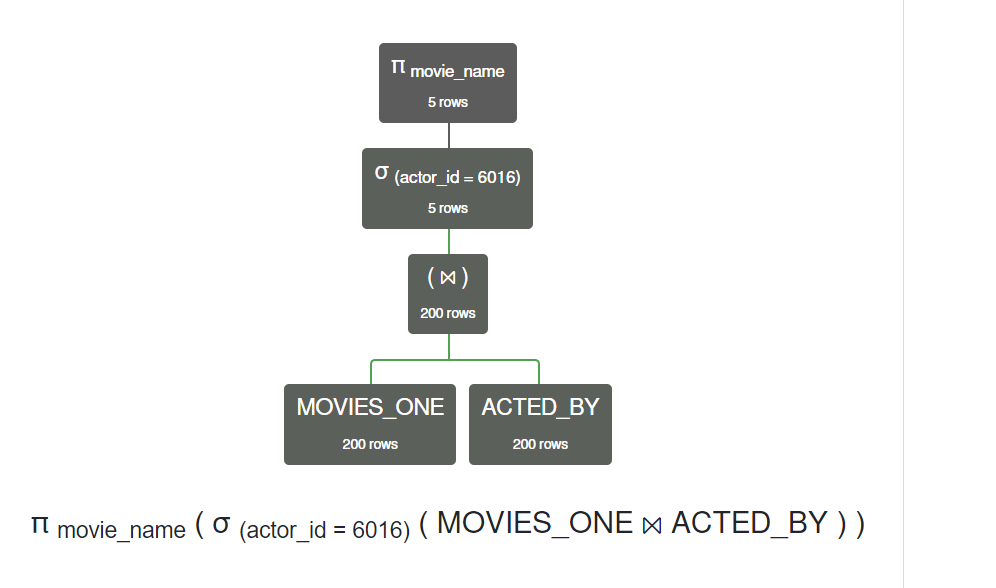 π movie_name
5 rows
σ (actor_id = 6016)
5 rows
( ⋈ )
200 rows
MOVIES_ONE
200 rows
ACTED_BY
200 rows
π movie_name ( σ (actor_id = 6016) ( MOVIES_ONE ⋈ ACTED_BY ) )